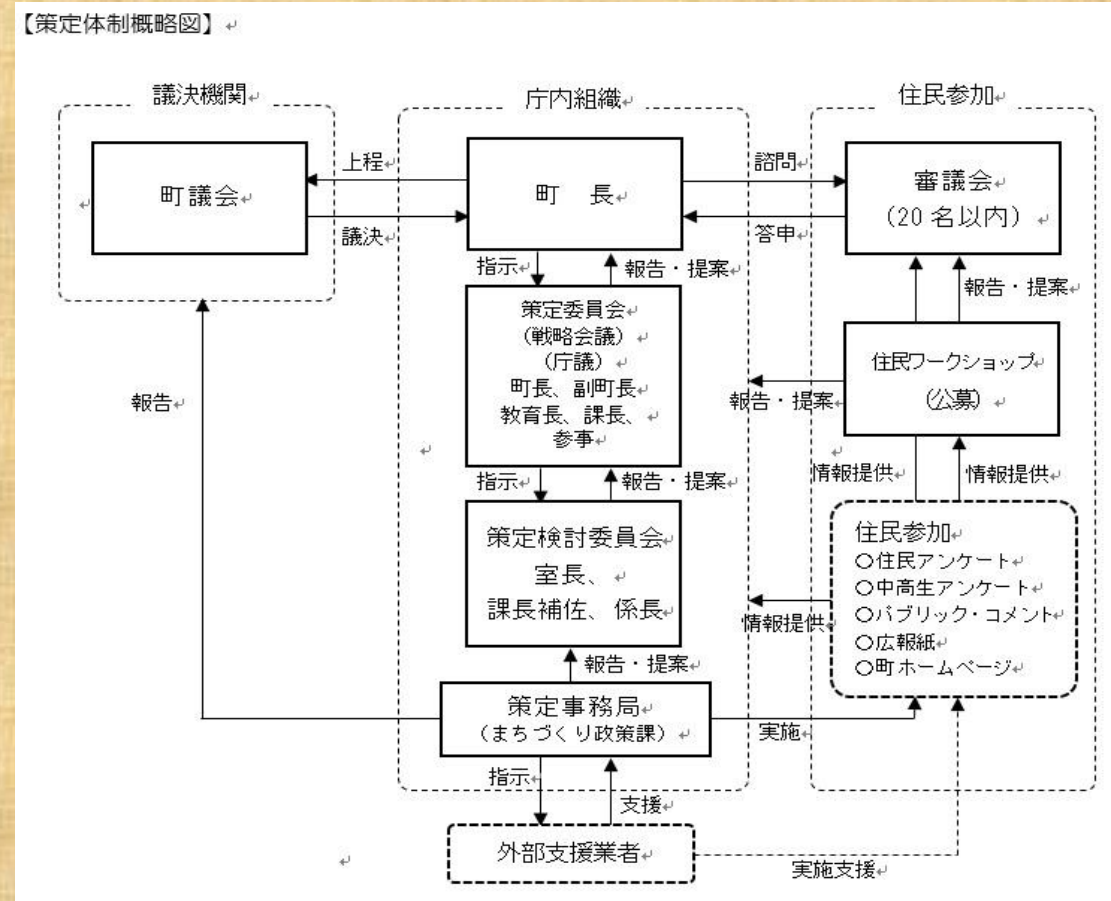 【策定体制概略図】
議決機関
庁内組織
住民参加
町議会
上程
議決
町　長
諮問
答申
審議会
（20 名以内）
指示
報告・提案
報告・提案
策定委員会
（戦略会議）
（庁議）
町長、副町長
教育長、課長、
参事
住民ワークショップ
（公募）
報告・提案
報告
指示
報告・提案
情報提供
情報提供
策定検討委員会
室長、
課長補佐、係長
住民参加
○住民アンケート
○中高生アンケート
○パブリック・コメント
○広報紙
○町ホームページ
情報提供
報告・提案
策定事務局
（まちづくり政策課）
実施
指示
支援
外部支援業者
実施支援